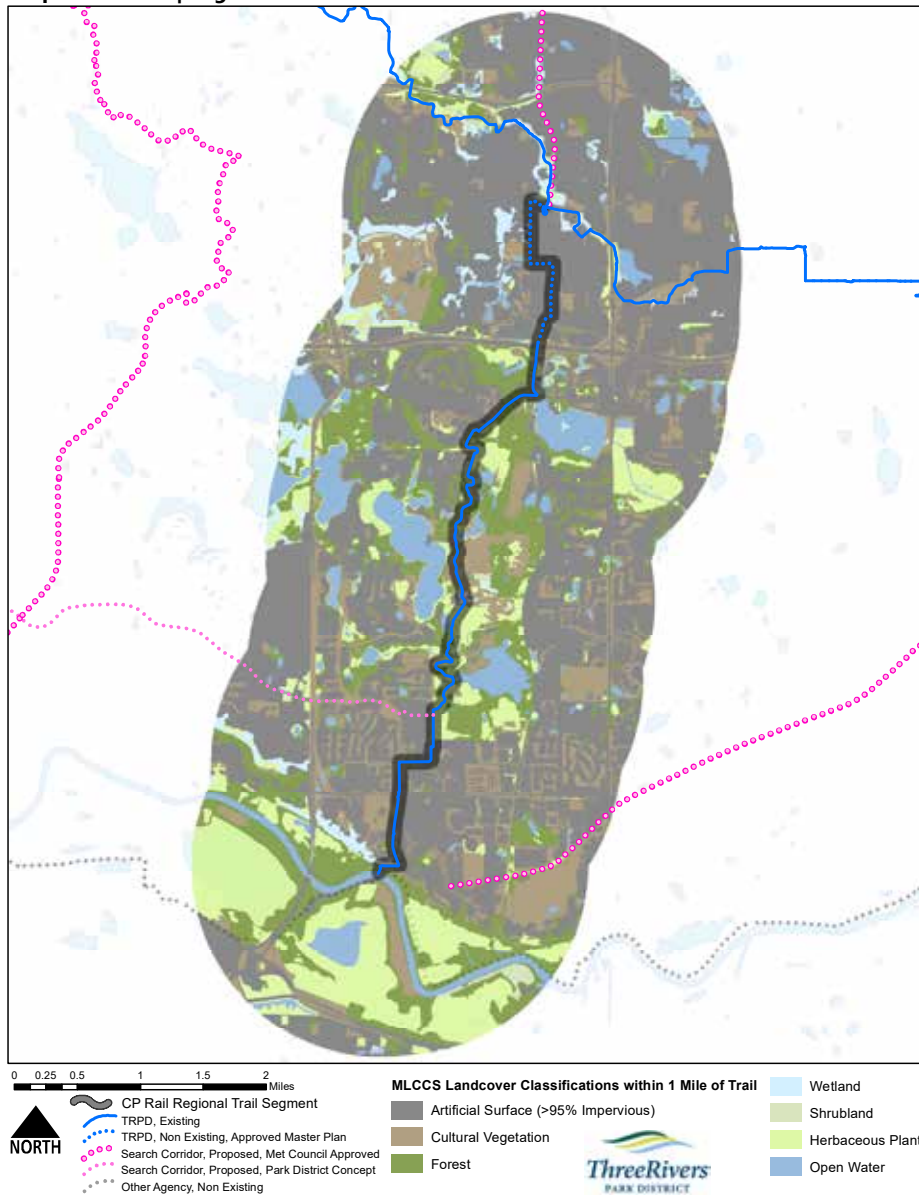 0 0.25 0.5 1 1.5 2
Miles
NORTH
CP Rail Regional Trail Segment
TRPD, Existing
TRPD, Non Existing, Approved Master Plan
Search Corridor, Proposed, Met Council Approved
Search Corridor, Proposed, Park District Concept
Other Agency, Non Existing
MLCCS Landcover Classifications within 1 Mile of Trail
Artificial Surface (>95% Impervious)
Cultural Vegetation
Forest
ThreeRivers
PARK DISTRICT
Wetland
Shrubland
Herbaceous Plant
Open Water